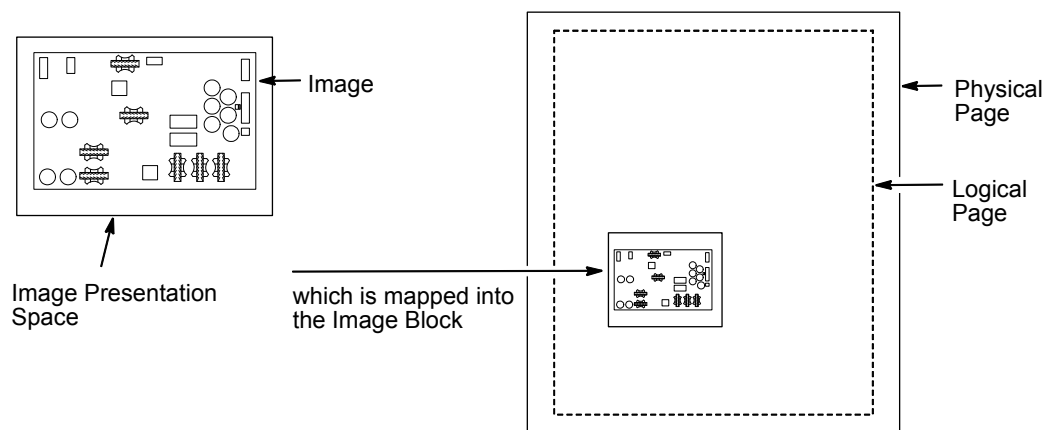 Image
Physical
Page
Logical
Page
Image Presentation
Space
which is mapped into
the Image Block